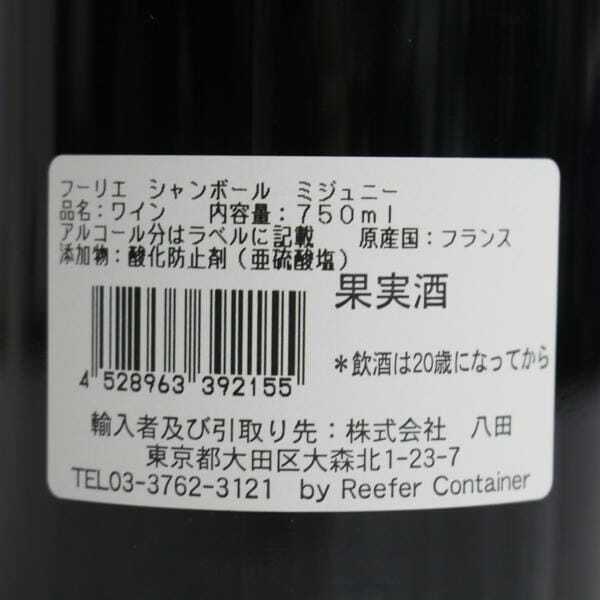 フーリエ　シャンボール　ミジュニー
品名：ワイン　内容量：750ml
アルコール分はラベルに記載　原産国：フランス
添加物：酸化防止剤（亜硫酸塩）
果実酒
4 528963 392155
＊飲酒は20歳になってから
輸入者及び引取り先：株式会社　八田
東京都大田区大森北1-23-7
TEL03-3762-3121　by Reefer Container